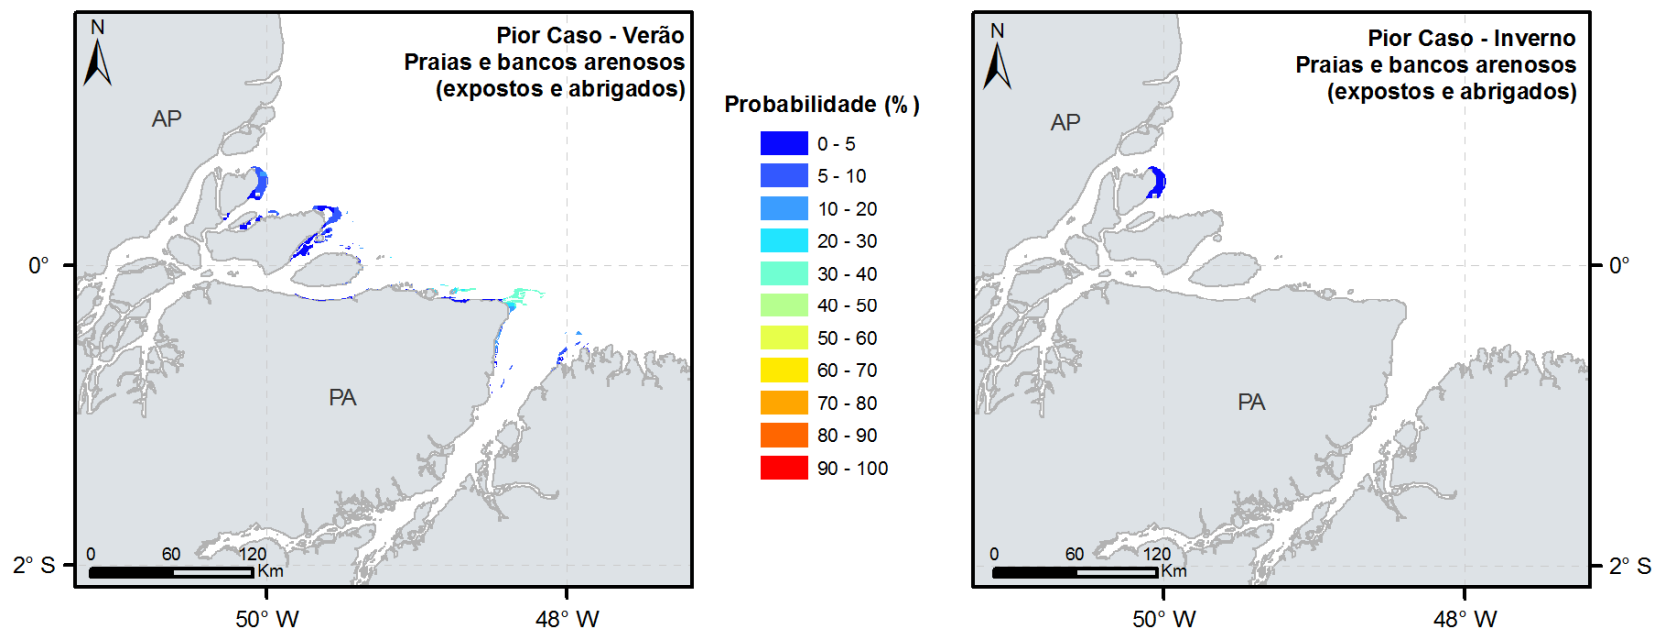 N
Pior Caso - Verão
Praias e bancos arenosos
(expostos e abrigados)
AP
PA
0°
2° S
0 60 120
Km
50° W 48° W
Probabilidade (%)
0 - 5
5 - 10
10 - 20
20 - 30
30 - 40
40 - 50
50 - 60
60 - 70
70 - 80
80 - 90
90 - 100
N
Pior Caso - Inverno
Praias e bancos arenosos
(expostos e abrigados)
AP
PA
0°
2° S
0 60 120
Km
50° W 48° W